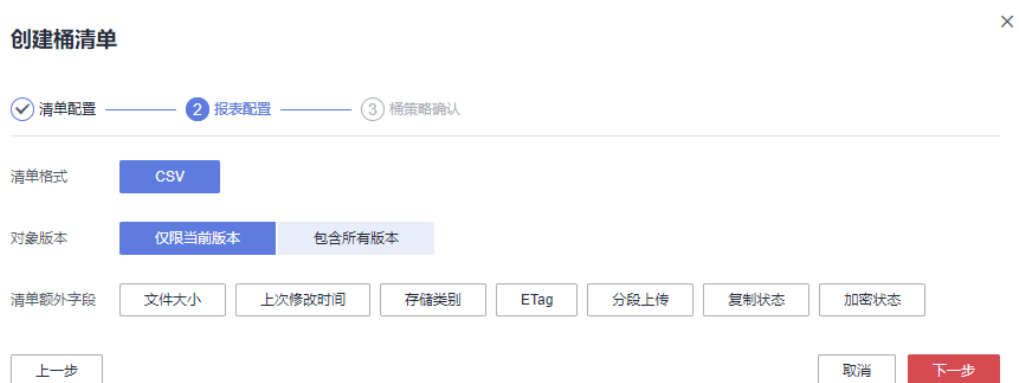 创建桶清单
清单配置 2 报表配置 3 桶策略确认
清单格式 CSV
对象版本 仅限当前版本 包含所有版本
清单额外字段 文件大小 上次修改时间 存储类别 ETag 分段上传 复制状态 加密状态
上一步 取消 下一步